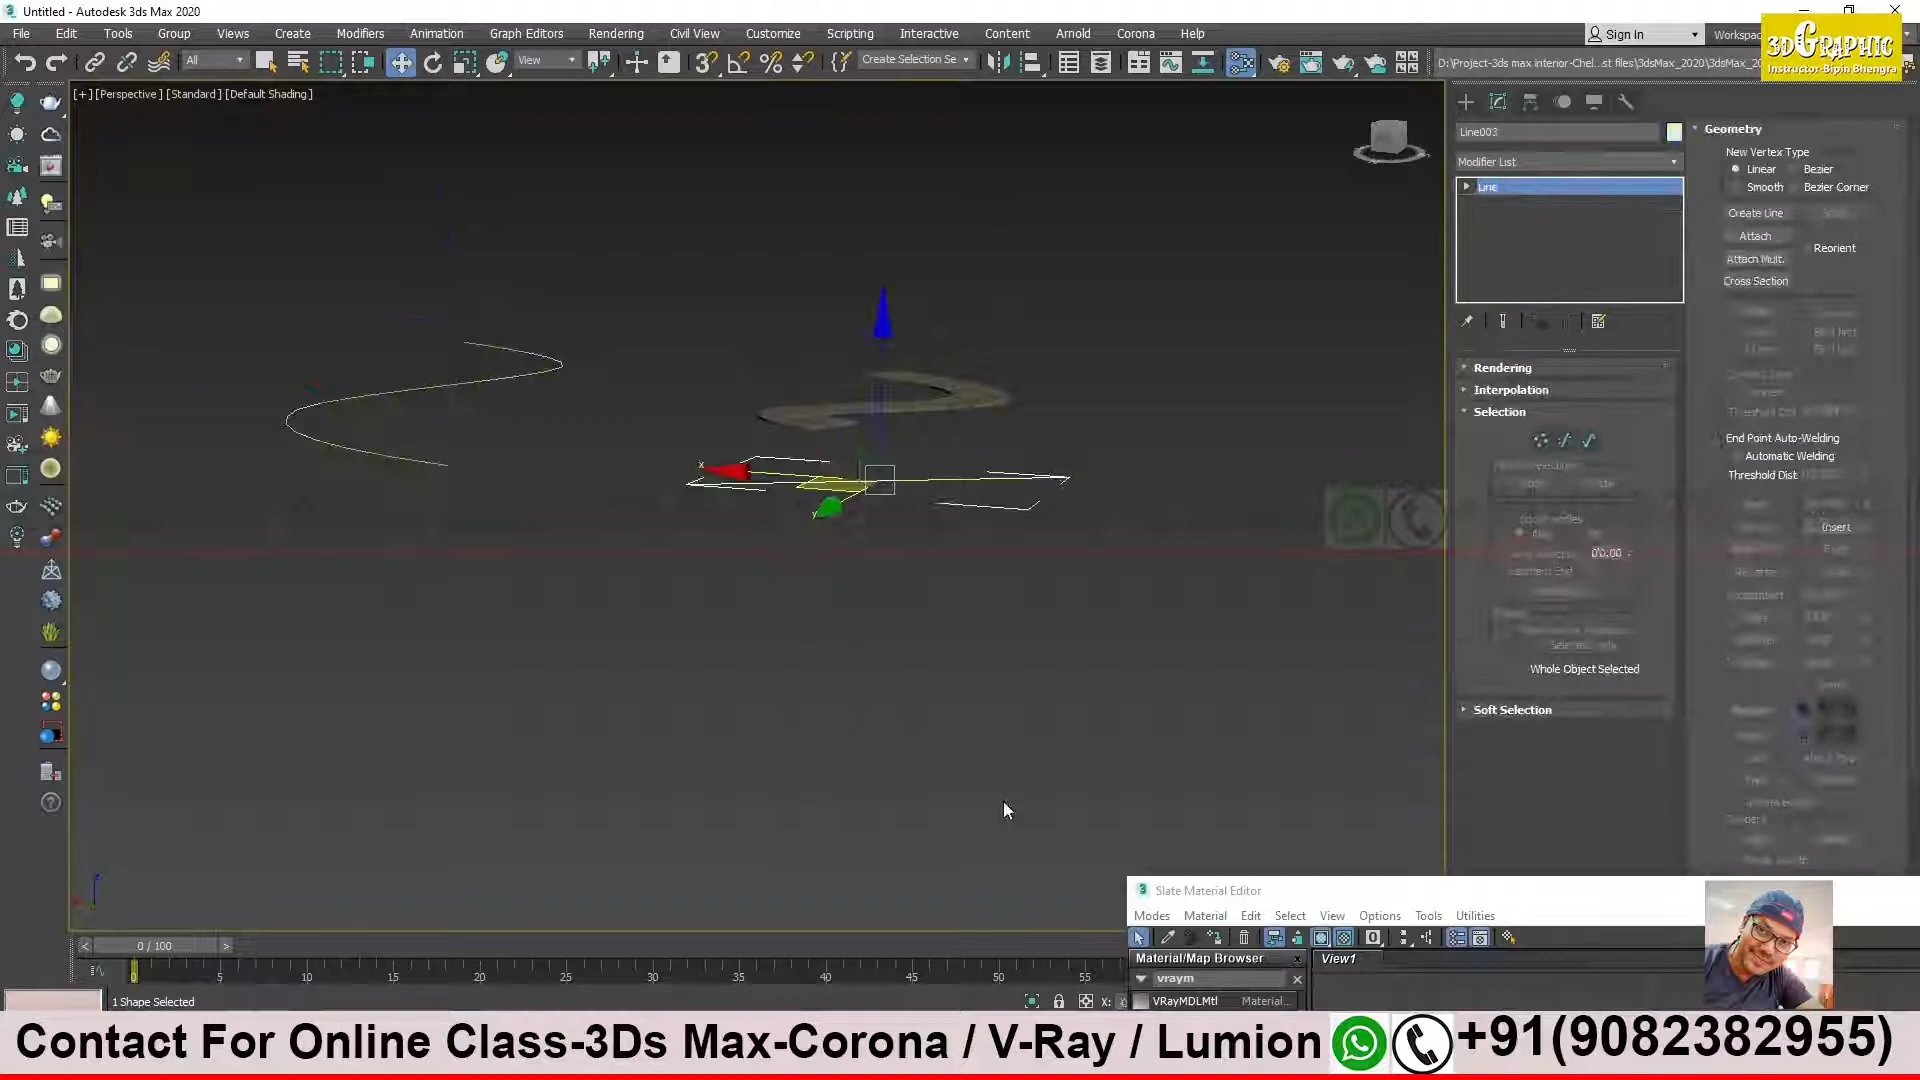 Untitled - Autodesk 3ds Max 2020
File Edit Tools Group Views Create Modifiers Animation Graph Editors Rendering Civil View Customize Scripting Interactive Content Arnold Corona Help
Sign In
Workspac
3DGRAPHIC
Instructor-Bipin Bhengra
All
View
Create Selection Se
D:\Project-3ds max interior-Chel...st files\3dsMax_2020\3dsMax_20
[+] [Perspective] [Standard] [Default Shading]
Line003
Modifier List
Line
Rendering
Interpolation
Selection
00.00
Whole Object Selected
Soft Selection
Geometry
New Vertex Type
Linear Bezier
Smooth Bezier Corner
Create Line
Attach
Reorient
Attach Mult.
Cross Section
End Point Auto-Welding
Automatic Welding
Threshold Dist
Insert
x
y
0 / 100
0 5 10 15 20 25 30 35 40 45 50 55
1 Shape Selected
X:
Slate Material Editor
Modes Material Edit Select View Options Tools Utilities
Material/Map Browser
View1
vraym
VRayMDLMtl Material...
Contact For Online Class-3Ds Max-Corona / V-Ray / Lumion +91(9082382955)